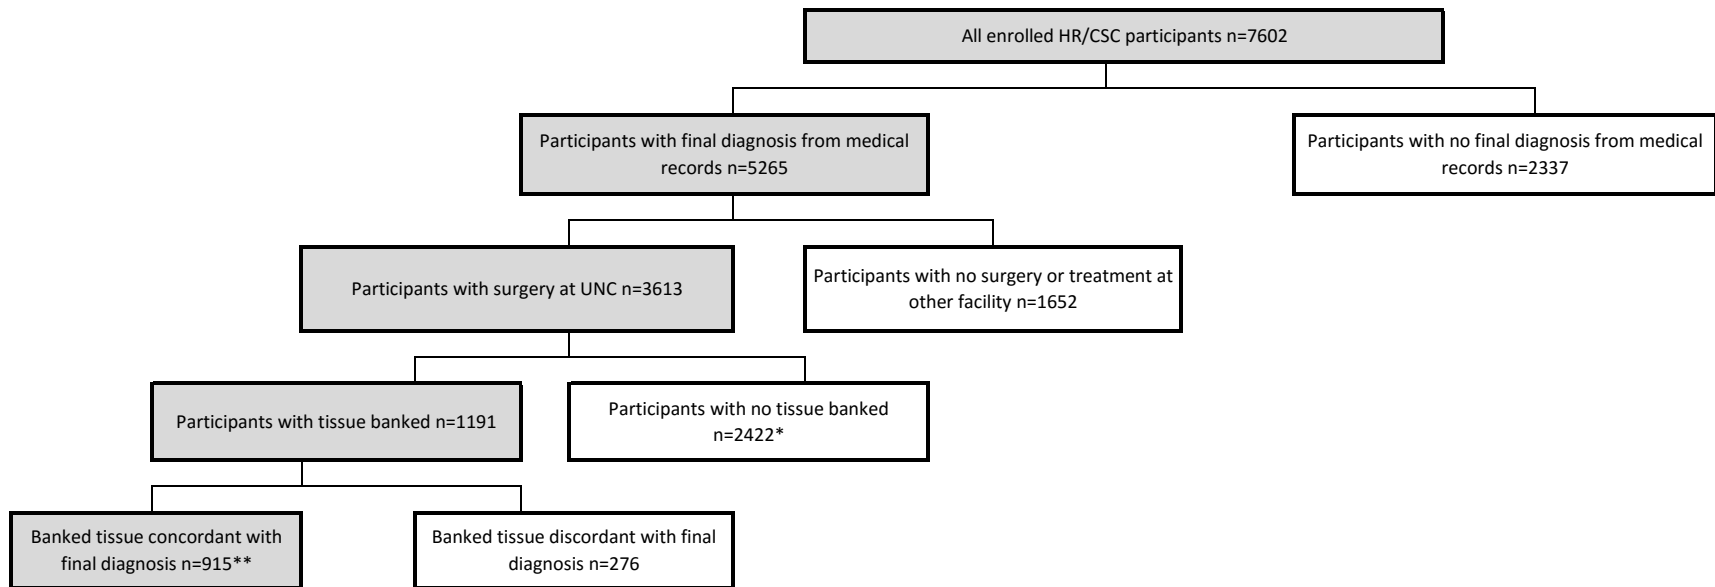 All enrolled HR/CSC participants n=7602
Participants with final diagnosis from medical
records n=5265
Participants with no final diagnosis from medical
records n=2337
Participants with surgery at UNC n=3613
Participants with no surgery or treatment at
other facility n=1652
Participants with tissue banked n=1191
Participants with no tissue banked
n=2422*
Banked tissue concordant with
final diagnosis n=915**
Banked tissue discordant with final
diagnosis n=276